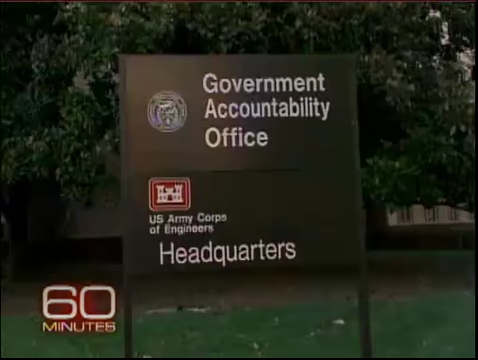 Government
Accountability
Office
US Army Corps
of Engineers
Headquarters
60
MINUTES